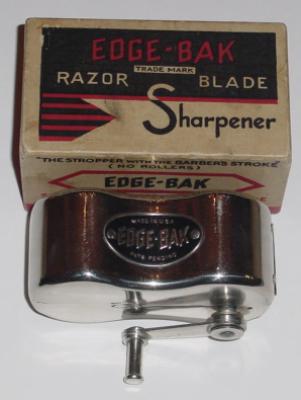 EDGE-BAK
TRADE MARK
RAZOR BLADE
Sharpener
"THE STROPPER WITH THE BARBERS STROKE"
(NO ROLLERS)
EDGE-BAK
MADE IN U.S.A.
EDGE-BAK
PATS PENDING